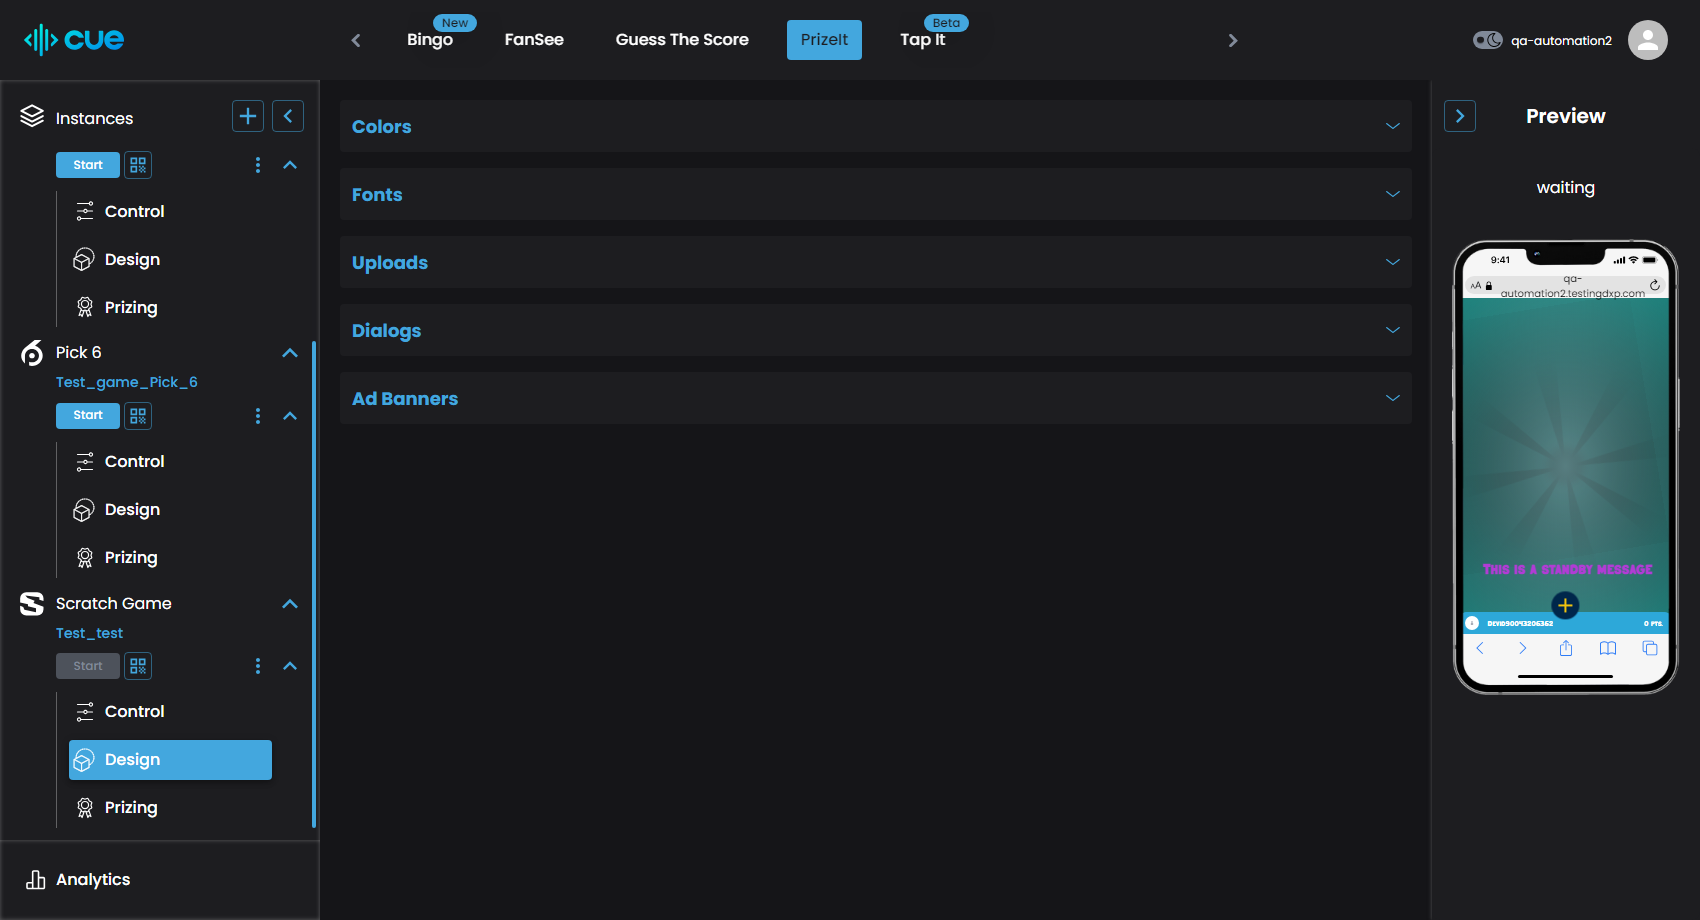 cue
New
Bingo
FanSee
Guess The Score
PrizeIt
Beta
Tap It
qa-automation2
Instances
Start
Control
Design
Prizing
Pick 6
Test_game_Pick_6
Start
Control
Design
Prizing
Scratch Game
Test_test
Start
Control
Design
Prizing
Analytics
Colors
Fonts
Uploads
Dialogs
Ad Banners
Preview
waiting
9:41
AA
qa-
automation2.testingdxp.com
This is a standby message
0 PTS.